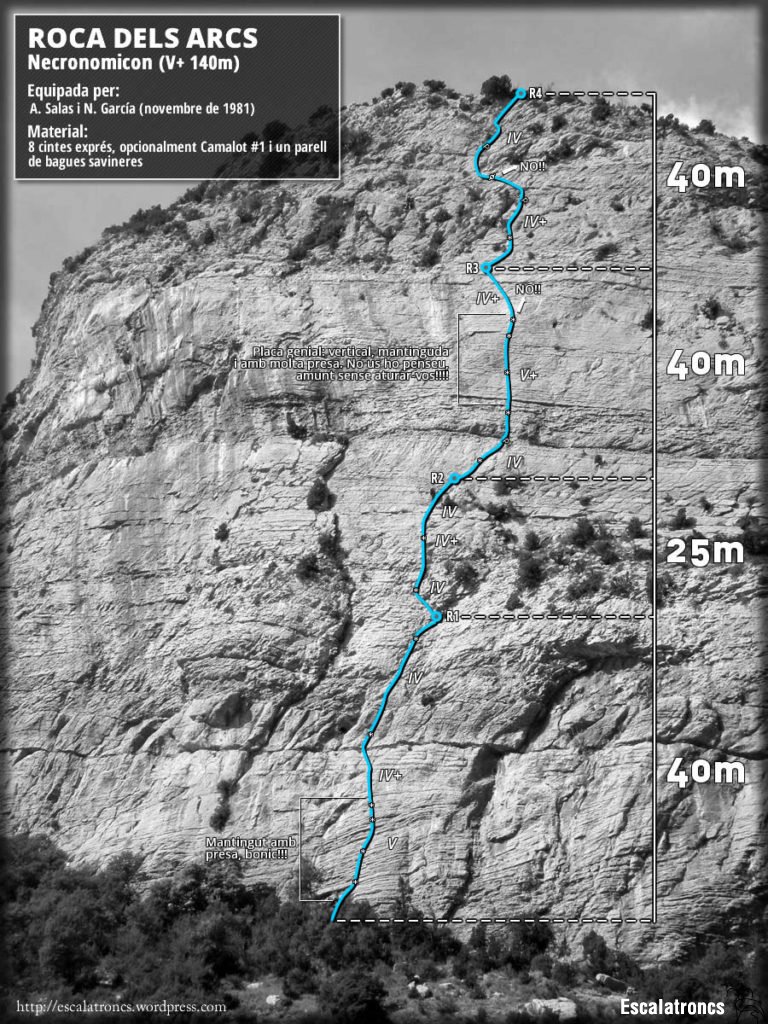 ROCA DELS ARCS
Necronomicon (V+ 140m)
Equipada per:
A. Salas i N. García (novembre de 1981)
Material:
8 cintes exprés, opcionalment Camalot #1 i un parell
de bagues savineres
R4
IV
NO!!
40m
IV+
R3
IV+
NO!!
Placa genial: vertical, mantinguda
i amb molta presa. No us ho penseu,
amunt sense aturar-vos!!!!
40m
V+
IV
R2
IV
IV+
25m
IV
R1
IV
40m
IV+
Mantingut amb
presa, bonic!!!
V
http://escalatroncs.wordpress.com
Escalatroncs